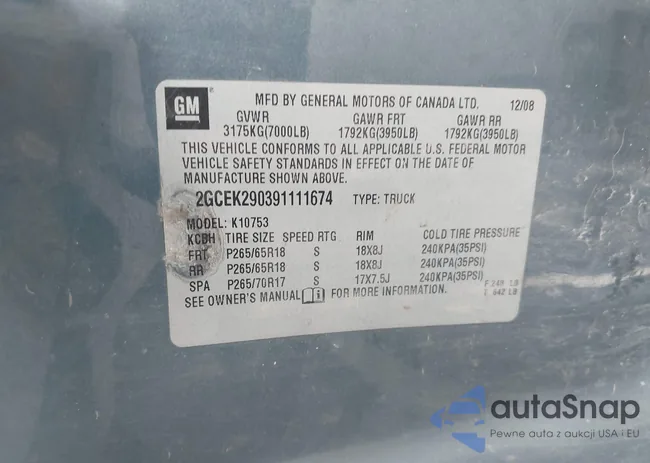 GM
MFD BY GENERAL MOTORS OF CANADA LTD. 12/08
GVWR GAWR FRT GAWR RR
3175KG(7000LB) 1792KG(3950LB) 1792KG(3950LB)
THIS VEHICLE CONFORMS TO ALL APPLICABLE U.S. FEDERAL MOTOR
VEHICLE SAFETY STANDARDS IN EFFECT ON THE DATE OF
MANUFACTURE SHOWN ABOVE.
2GCEK290391111674 TYPE: TRUCK
MODEL: K10753
KCBH TIRE SIZE SPEED RTG RIM COLD TIRE PRESSURE
FRT P265/65R18 S 18X8J 240KPA(35PSI)
RR P265/65R18 S 18X8J 240KPA(35PSI)
SPA P265/70R17 S 17X7.5J 240KPA(35PSI)
SEE OWNER'S MANUAL FOR MORE INFORMATION.
autaSnap
Pewne auta z aukcji USA i EU